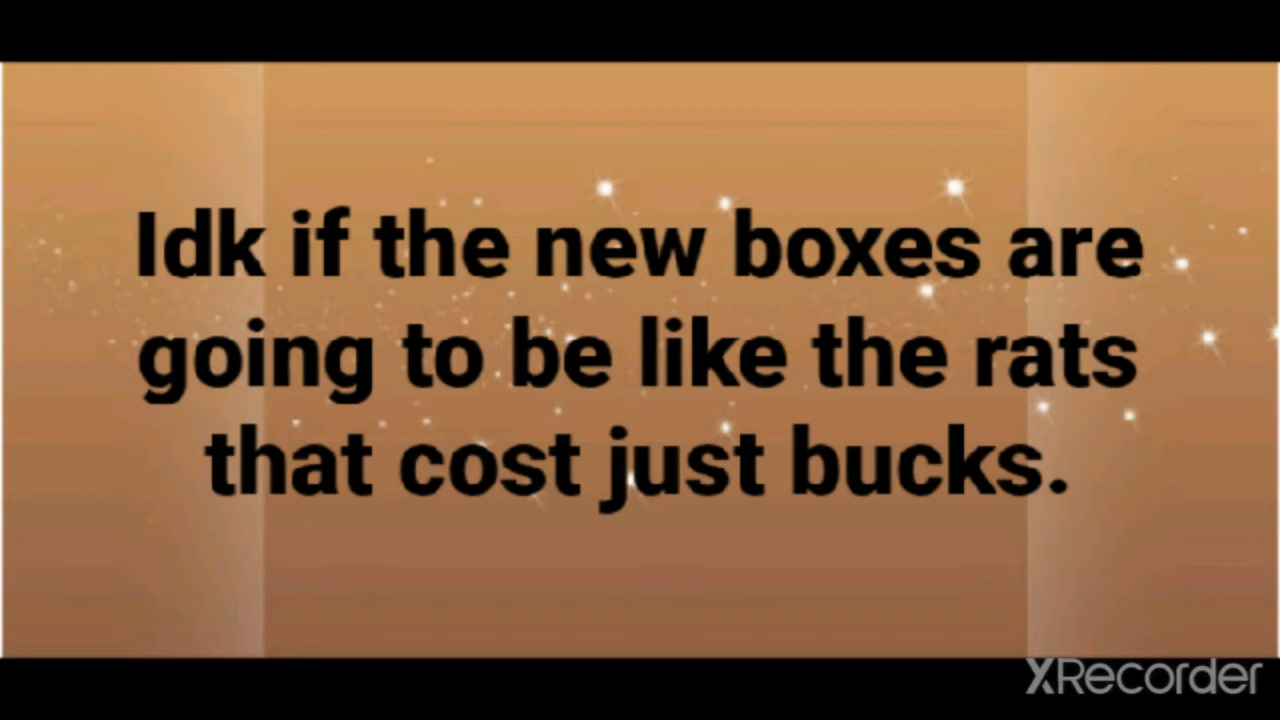 Idk if the new boxes are
going to be like the rats
that cost just bucks.
XRecorder